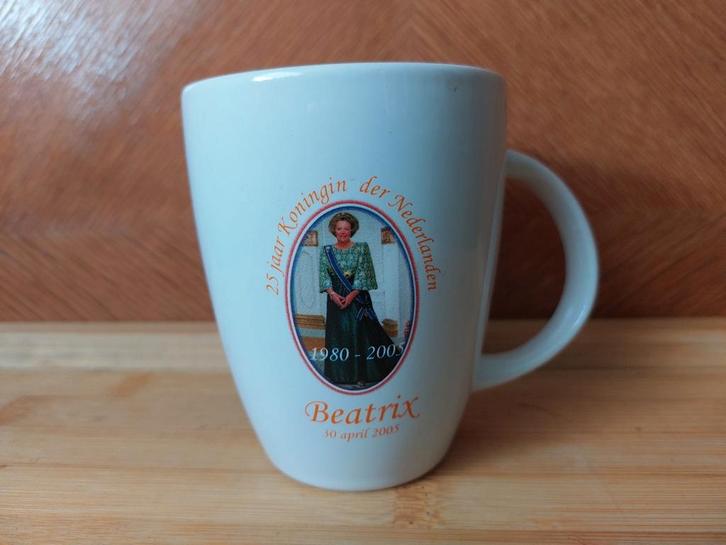 25 jaar Koningin der Nederlanden
1980 - 2005
Beatrix
30 april 2005